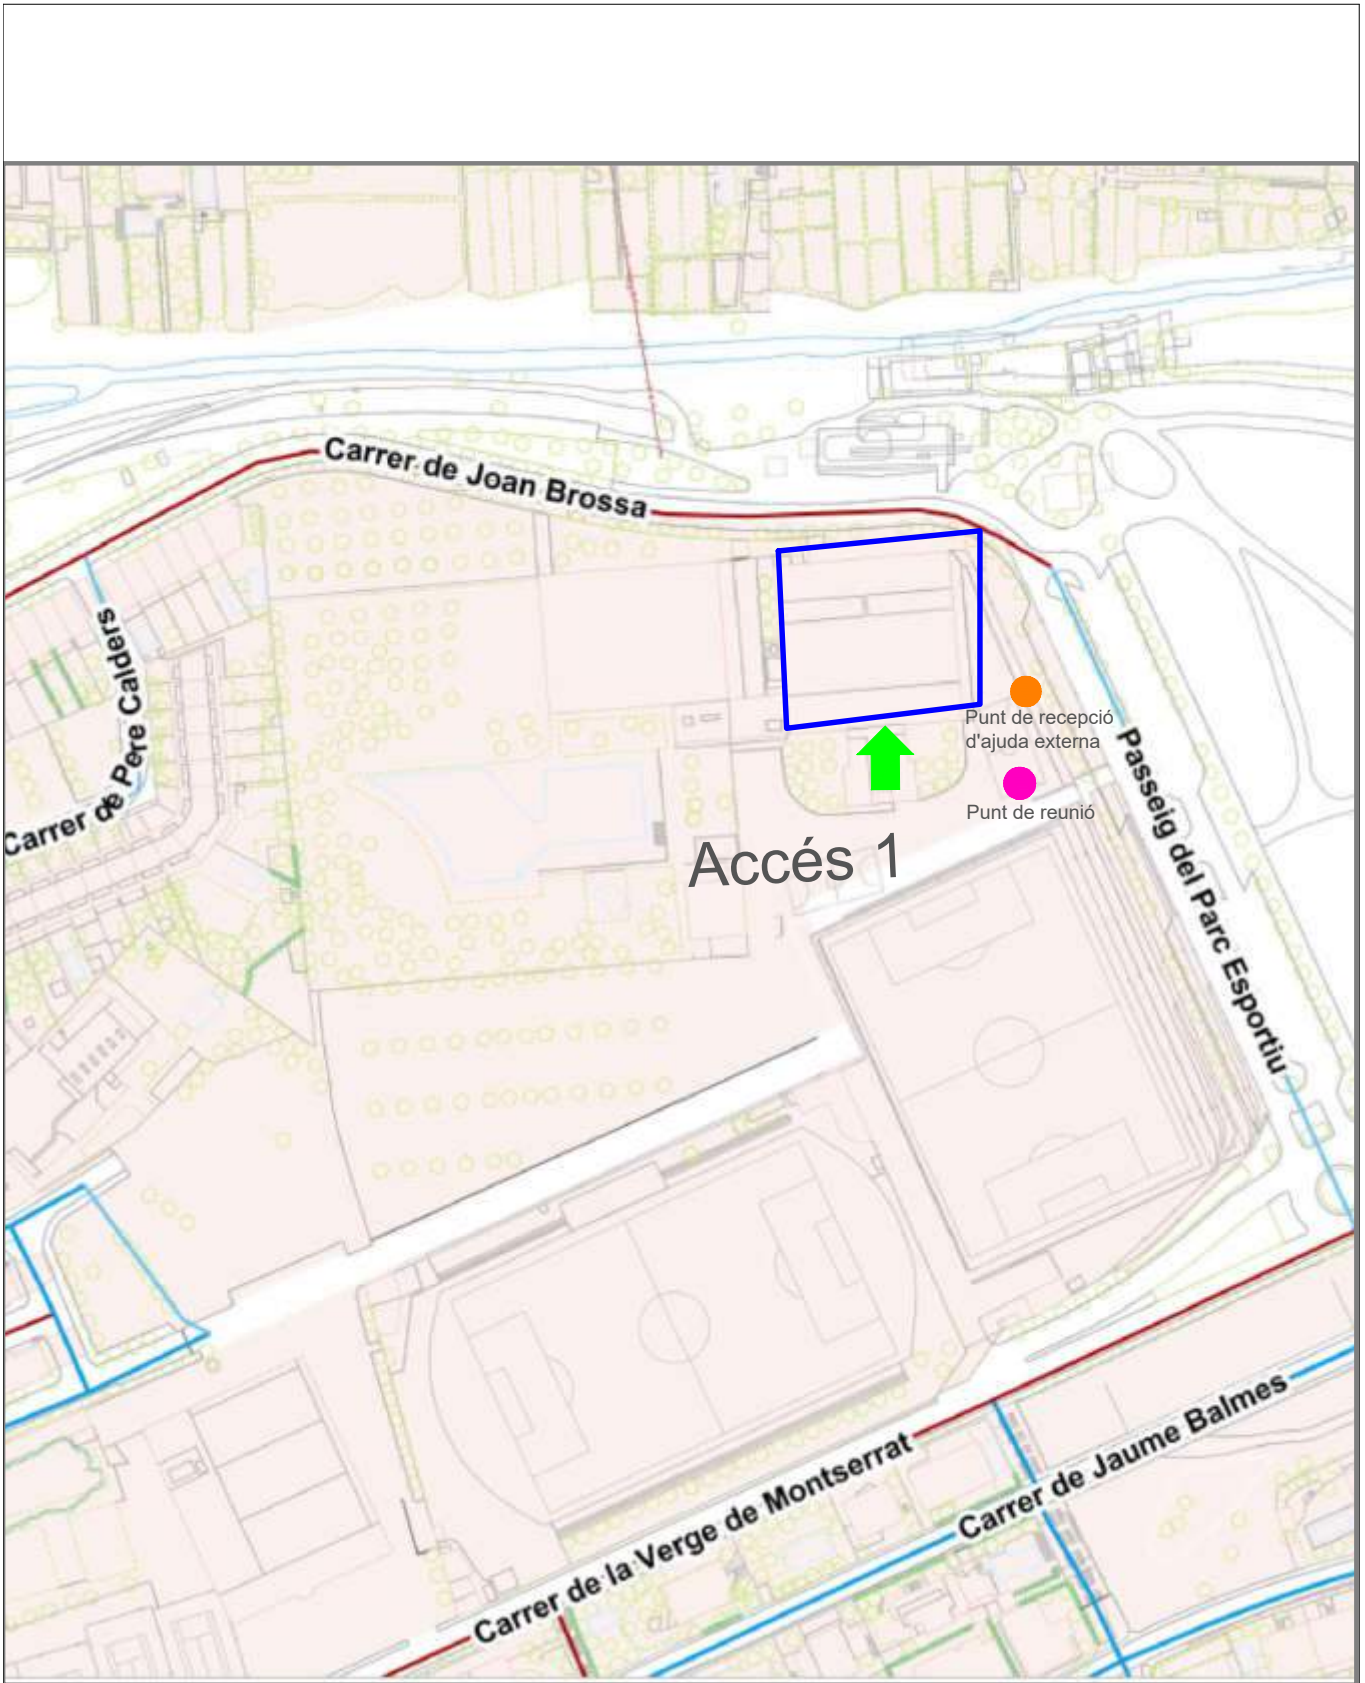 Carrer de Joan Brossa
Carrer de Pere Calders
Punt de recepció
d'ajuda externa
Punt de reunió
Accés 1
Passeig del Parc Esportiu
Carrer de la Verge de Montserrat
Carrer de Jaume Balmes